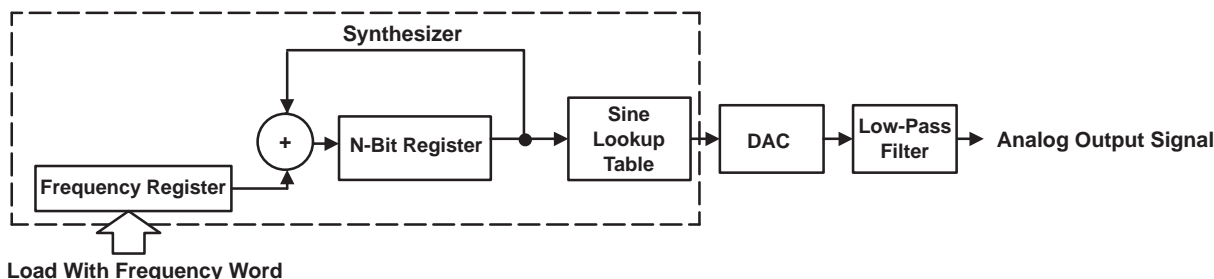 Synthesizer
+
N-Bit Register
Sine
Lookup
Table
DAC
Low-Pass
Filter
Analog Output Signal
Frequency Register
Load With Frequency Word